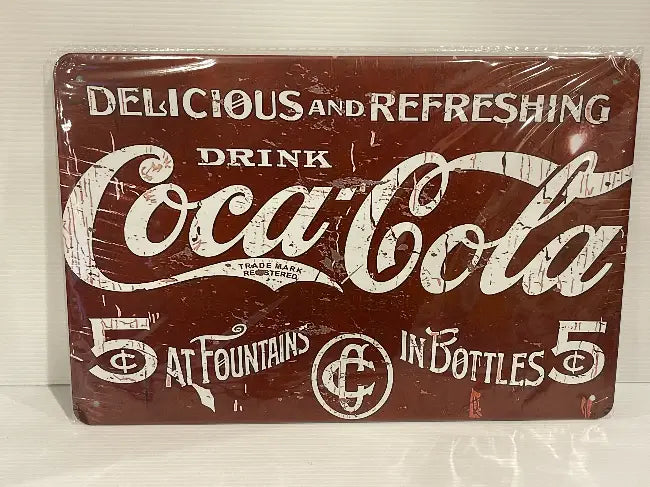 DELICIOUS AND REFRESHING
DRINK
Coca-Cola
TRADE MARK
REGISTERED
5¢ AT FOUNTAINS CC IN BOTTLES 5¢